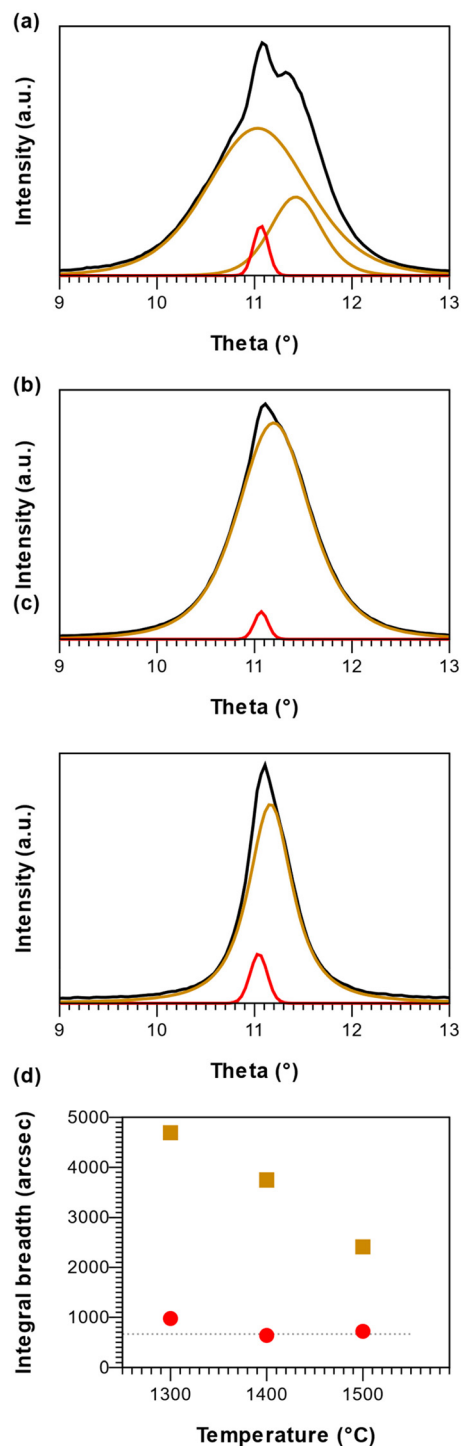 (a)
Intensity (a.u.)
9 10 11 12 13
Theta (°)
(b)
Intensity (a.u.)
(c)
9 10 11 12 13
Theta (°)
Intensity (a.u.)
9 10 11 12 13
Theta (°)
(d)
Integral breadth (arcsec)
5000
4000
3000
2000
1000
0
1300 1400 1500
Temperature (°C)